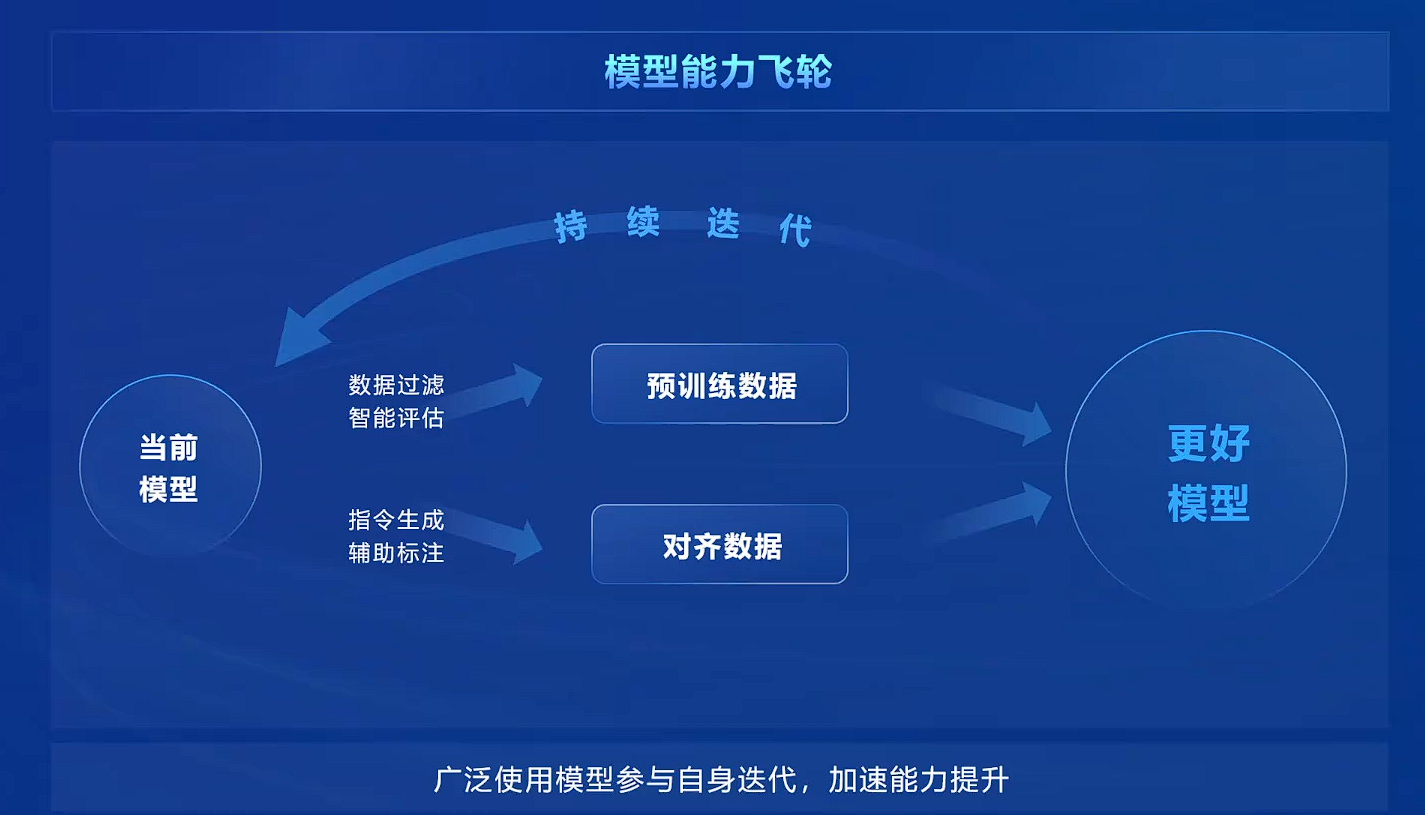 模型能力飞轮
持续迭代
数据过滤
智能评估
预训练数据
当前
模型
更好
模型
指令生成
辅助标注
对齐数据
广泛使用模型参与自身迭代，加速能力提升